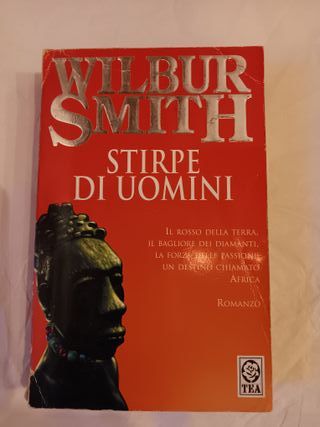 WILBUR
SMITH
STIRPE
DI UOMINI
IL ROSSO DELLA TERRA,
IL BAGLIORE DEI DIAMANTI,
LA FORZA DELLE PASSIONI:
UN DESTINO CHIAMATO
AFRICA
ROMANZO
TEA